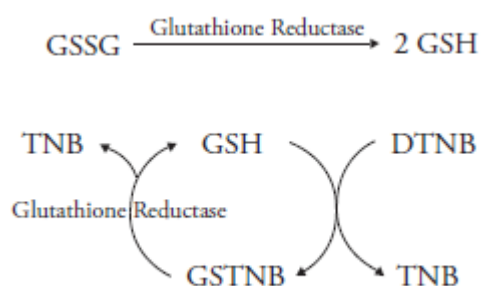 Glutathione Reductase
GSSG 2 GSH
TNB GSH DTNB
Glutathione Reductase
GSTNB TNB